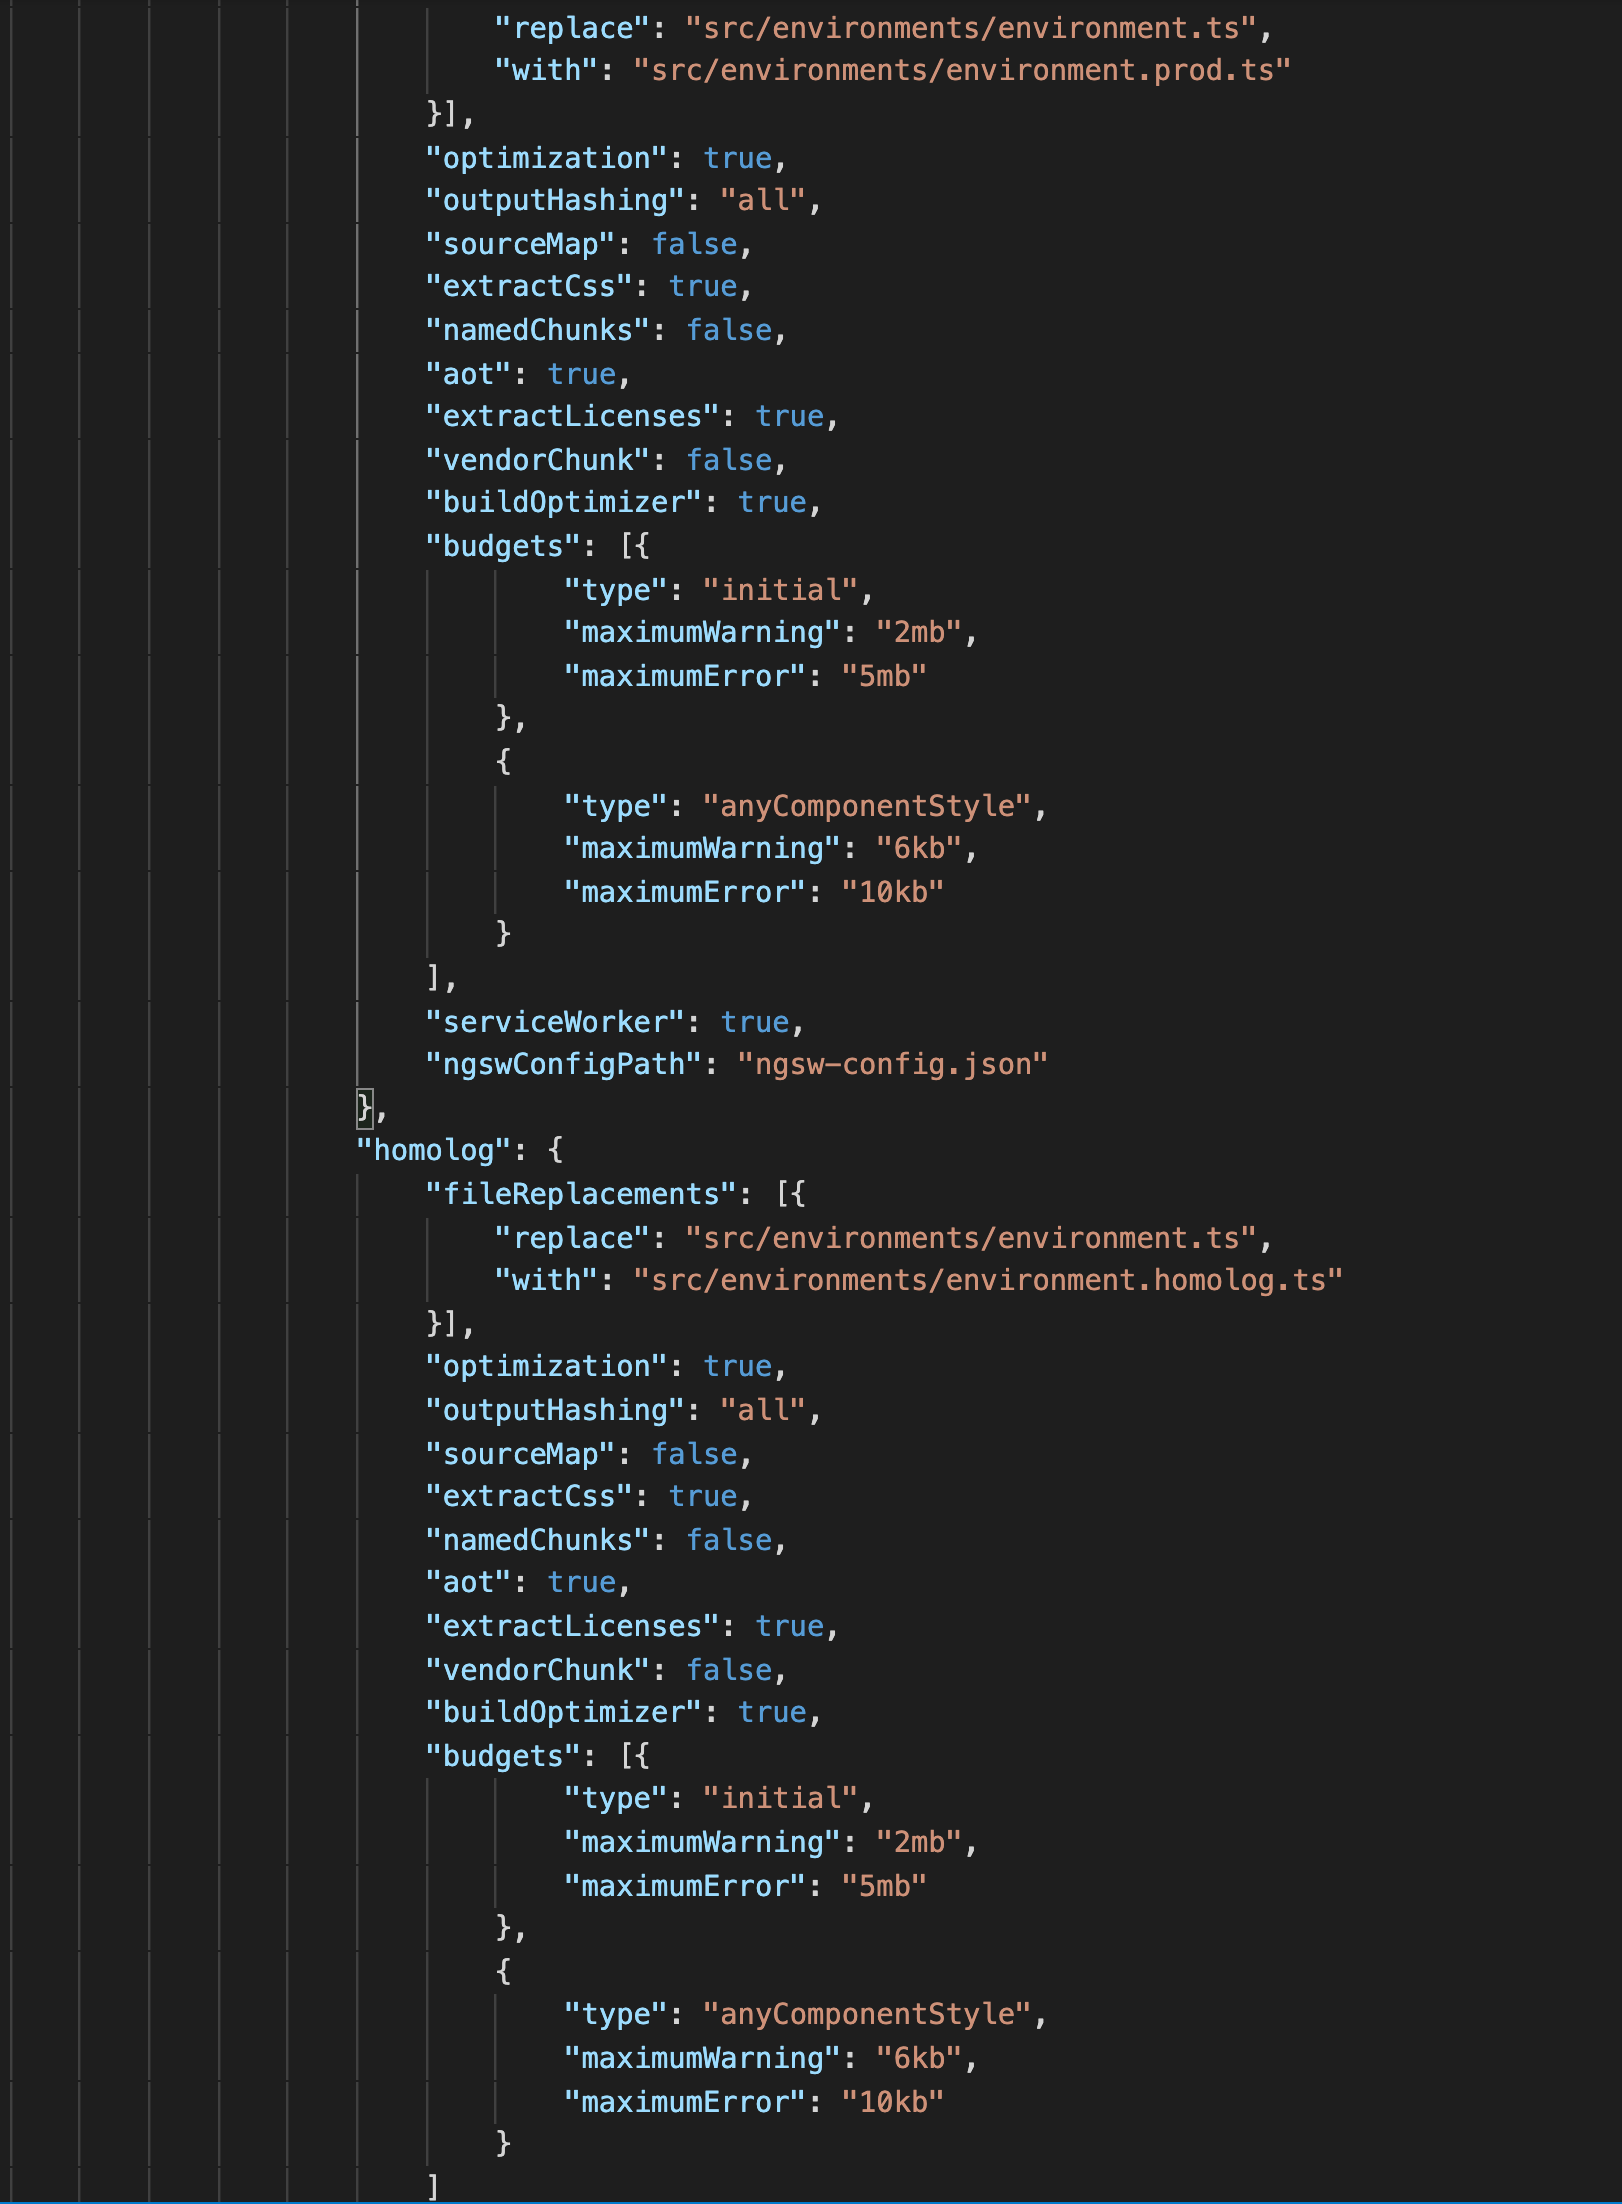 "replace": "src/environments/environment.ts",
"with": "src/environments/environment.prod.ts"
}],
"optimization": true,
"outputHashing": "all",
"sourceMap": false,
"extractCss": true,
"namedChunks": false,
"aot": true,
"extractLicenses": true,
"vendorChunk": false,
"buildOptimizer": true,
"budgets": [{
"type": "initial",
"maximumWarning": "2mb",
"maximumError": "5mb"
},
{
"type": "anyComponentStyle",
"maximumWarning": "6kb",
"maximumError": "10kb"
}
],
"serviceWorker": true,
"ngswConfigPath": "ngsw-config.json"
},
"homolog": {
"fileReplacements": [{
"replace": "src/environments/environment.ts",
"with": "src/environments/environment.homolog.ts"
}],
"optimization": true,
"outputHashing": "all",
"sourceMap": false,
"extractCss": true,
"namedChunks": false,
"aot": true,
"extractLicenses": true,
"vendorChunk": false,
"buildOptimizer": true,
"budgets": [{
"type": "initial",
"maximumWarning": "2mb",
"maximumError": "5mb"
},
{
"type": "anyComponentStyle",
"maximumWarning": "6kb",
"maximumError": "10kb"
}
]